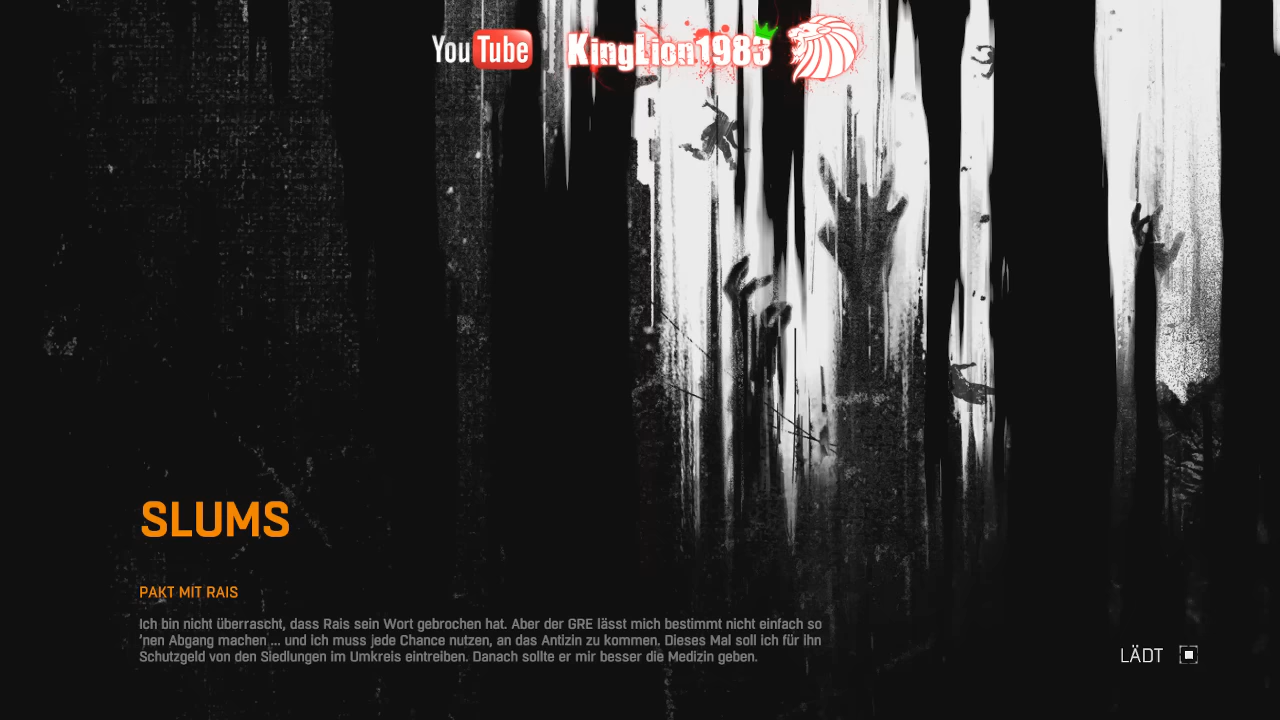 YouTube | KingLion1983
SLUMS
PAKT MIT RAIS
Ich bin nicht überrascht, dass Rais sein Wort gebrochen hat. Aber der GRE lässt mich bestimmt nicht einfach so
'nen Abgang machen ... und ich muss jede Chance nutzen, an das Antizin zu kommen. Dieses Mal soll ich für ihn
Schutzgeld von den Siedlungen im Umkreis eintreiben. Danach sollte er mir besser die Medizin geben.
LÄDT